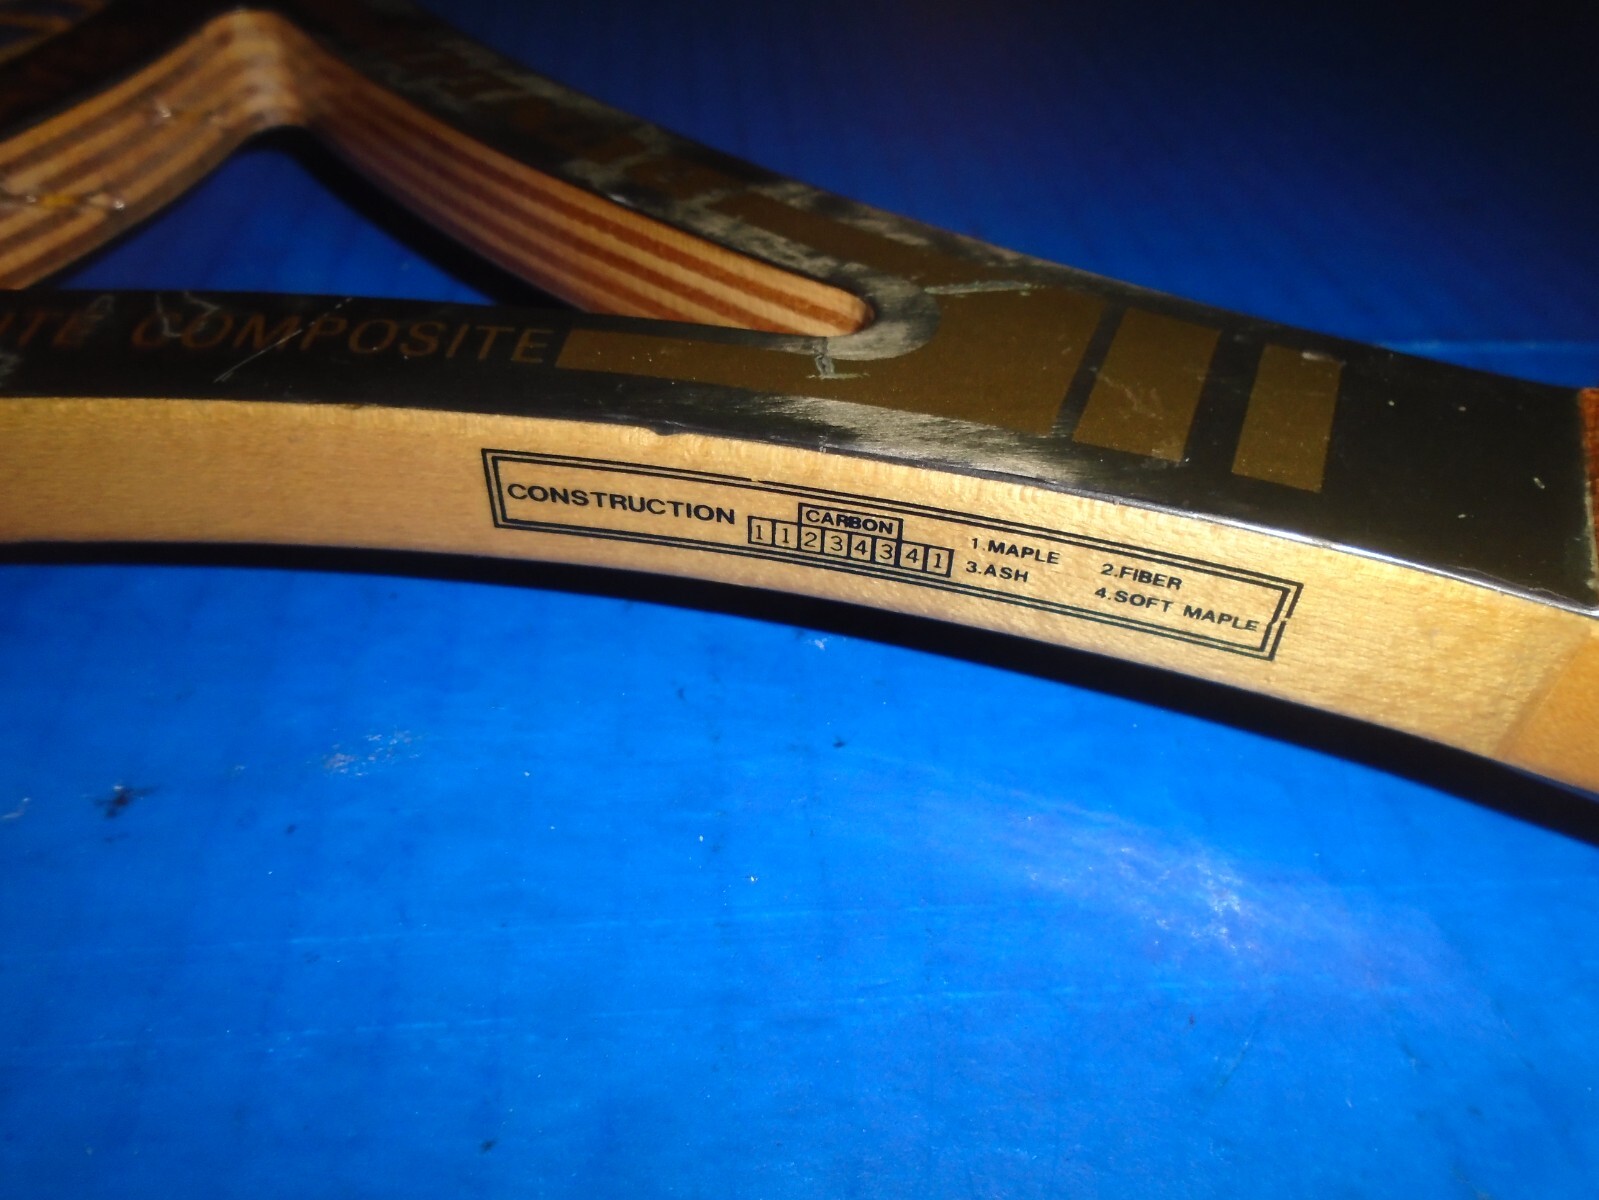 ITE COMPOSITE
CONSTRUCTION
CARBON
1 1 2 3 4 3 4 1
1.MAPLE 2.FIBER
3.ASH 4.SOFT MAPLE